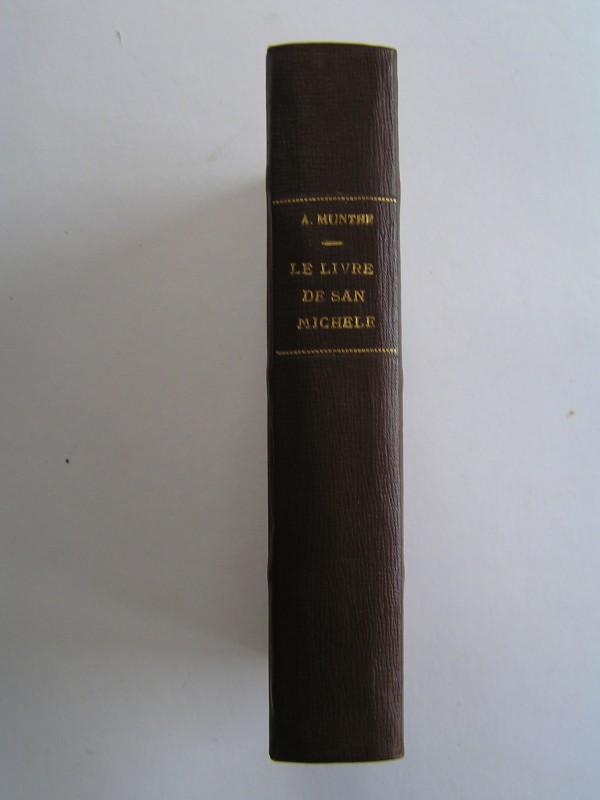 A. MUNTHE
LE LIVRE
DE SAN
MICHELE